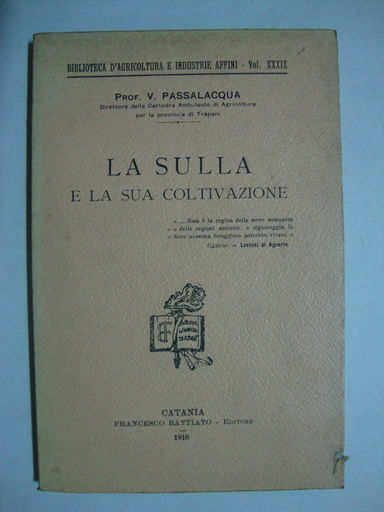 BIBLIOTECA D'AGRICOLTURA E INDUSTRIE AFFINI - Vol. XXXIX
PROF. V. PASSALACQUA
Direttore della Cattedra Ambulante di Agricoltura
per la provincia di Trapani
LA SULLA
E LA SUA COLTIVAZIONE
«.... Essa è la regina delle terre compatte
« e delle regioni asciutte, e signoreggia là
« dove nessuna foraggiera potrebbe vivere. »
CARUSO - Lezioni di Agraria
BF
CATANIA
FRANCESCO BATTIATO - EDITORE
1916